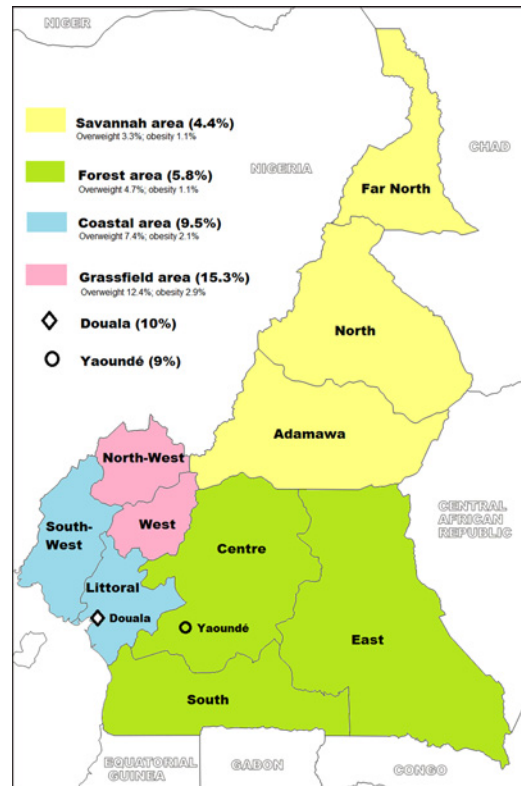 NIGER
Savannah area (4.4%)
Overweight 3.3%; obesity 1.1%
CHAD
Forest area (5.8%)
Overweight 4.7%; obesity 1.1%
NIGERIA
Far North
Coastal area (9.5%)
Overweight 7.4%; obesity 2.1%
Grassfield area (15.3%)
Overweight 12.4%; obesity 2.9%
Douala (10%)
North
Yaoundé (9%)
Adamawa
North-West
CENTRAL
AFRICAN
REPUBLIC
South-
West
West
Centre
Littoral
Douala
Yaoundé
East
South
EQUATORIAL
GUINEA
GABON
CONGO